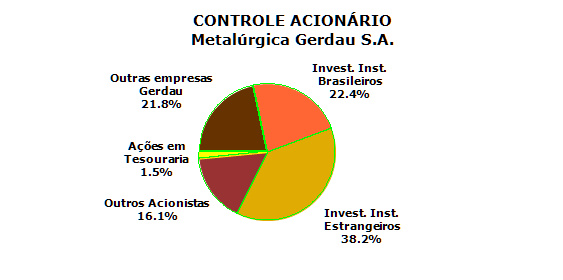 CONTROLE ACIONÁRIO
Metalúrgica Gerdau S.A.
Outras empresas
Gerdau
21.8%
Invest. Inst.
Brasileiros
22.4%
Ações em
Tesouraria
1.5%
Outros Acionistas
16.1%
Invest. Inst.
Estrangeiros
38.2%